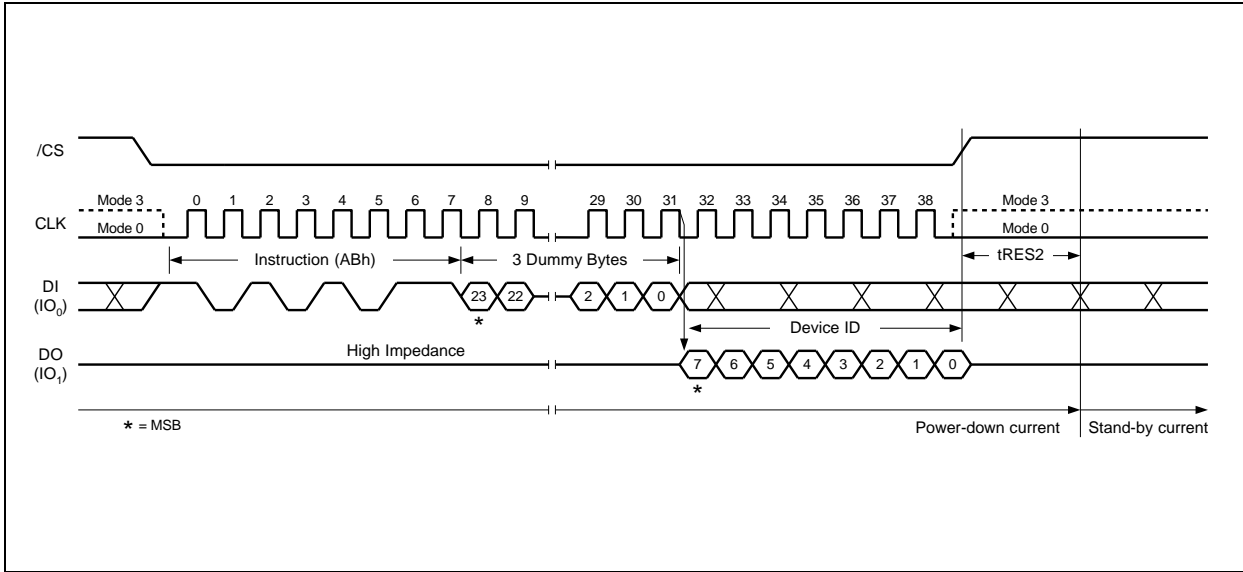 /CS
Mode 3 0 1 2 3 4 5 6 7 8 9 29 30 31 32 33 34 35 36 37 38 Mode 3
CLK
Mode 0 Mode 0
Instruction (ABh) 3 Dummy Bytes tRES2
DI
(IO0) 23 22 2 1 0
*
Device ID
High Impedance
DO
(IO1) 7 6 5 4 3 2 1 0
*
* = MSB Power-down current Stand-by current